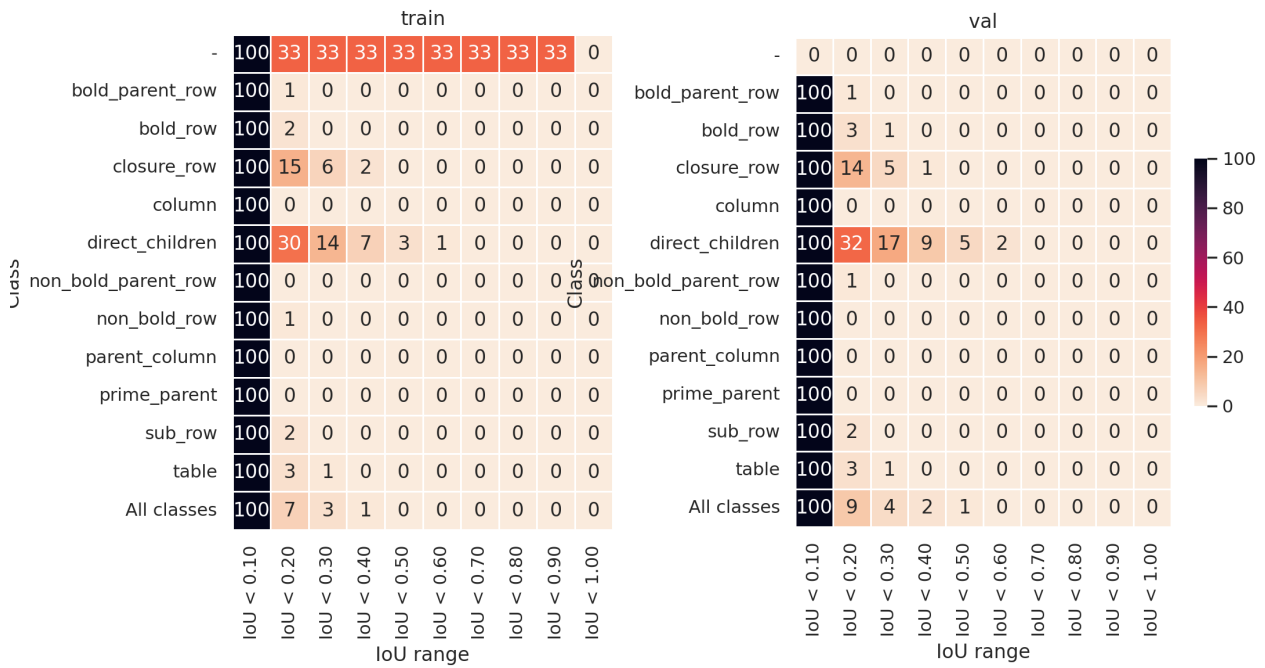 train
- 100 33 33 33 33 33 33 33 33 0
bold_parent_row 100 1 0 0 0 0 0 0 0 0
bold_row 100 2 0 0 0 0 0 0 0 0
closure_row 100 15 6 2 0 0 0 0 0 0
column 100 0 0 0 0 0 0 0 0 0
direct_children 100 30 14 7 3 1 0 0 0 0
non_bold_parent_row 100 0 0 0 0 0 0 0 0 0
non_bold_row 100 1 0 0 0 0 0 0 0 0
parent_column 100 0 0 0 0 0 0 0 0 0
prime_parent 100 0 0 0 0 0 0 0 0 0
sub_row 100 2 0 0 0 0 0 0 0 0
table 100 3 1 0 0 0 0 0 0 0
All classes 100 7 3 1 0 0 0 0 0 0
Class
IoU < 0.10 IoU < 0.20 IoU < 0.30 IoU < 0.40 IoU < 0.50 IoU < 0.60 IoU < 0.70 IoU < 0.80 IoU < 0.90 IoU < 1.00
IoU range
val
- 0 0 0 0 0 0 0 0 0 0
bold_parent_row 100 1 0 0 0 0 0 0 0 0
bold_row 100 3 1 0 0 0 0 0 0 0
closure_row 100 14 5 1 0 0 0 0 0 0
column 100 0 0 0 0 0 0 0 0 0
direct_children 100 32 17 9 5 2 0 0 0 0
non_bold_parent_row 100 1 0 0 0 0 0 0 0 0
non_bold_row 100 0 0 0 0 0 0 0 0 0
parent_column 100 0 0 0 0 0 0 0 0 0
prime_parent 100 0 0 0 0 0 0 0 0 0
sub_row 100 2 0 0 0 0 0 0 0 0
table 100 3 1 0 0 0 0 0 0 0
All classes 100 9 4 2 1 0 0 0 0 0
Class
IoU < 0.10 IoU < 0.20 IoU < 0.30 IoU < 0.40 IoU < 0.50 IoU < 0.60 IoU < 0.70 IoU < 0.80 IoU < 0.90 IoU < 1.00
IoU range
100
80
60
40
20
0